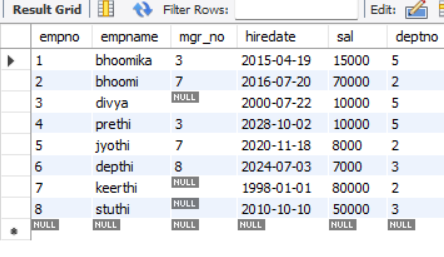 Result Grid Filter Rows: Edit:
empno empname mgr_no hiredate sal deptno
1 bhoomika 3 2015-04-19 15000 5
2 bhoomi 7 2016-07-20 70000 2
3 divya NULL 2000-07-22 10000 5
4 prethi 3 2028-10-02 10000 5
5 jyothi 7 2020-11-18 8000 2
6 depthi 8 2024-07-03 7000 3
7 keerthi NULL 1998-01-01 80000 2
8 stuthi NULL 2010-10-10 50000 3
NULL NULL NULL NULL NULL NULL